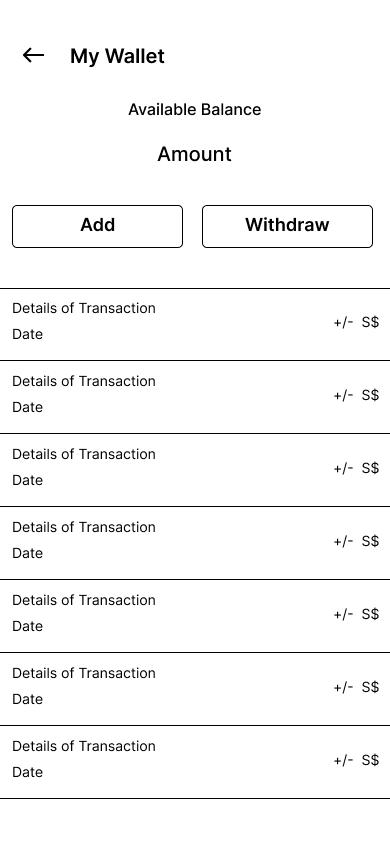 My Wallet
Available Balance
Amount
Add
Withdraw
Details of Transaction
+/- S$
Date
Details of Transaction
+/- S$
Date
Details of Transaction
+/- S$
Date
Details of Transaction
+/- S$
Date
Details of Transaction
+/- S$
Date
Details of Transaction
+/- S$
Date
Details of Transaction
+/- S$
Date